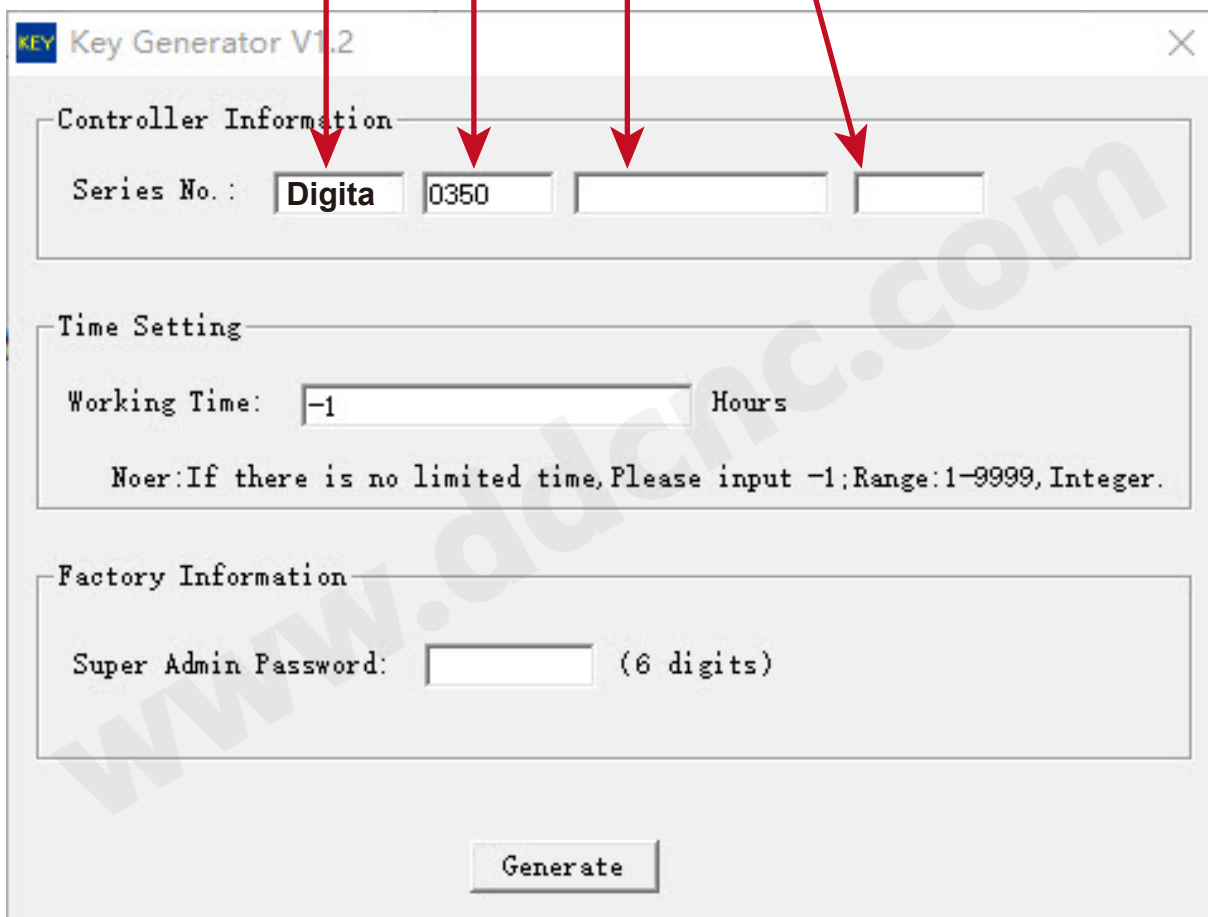 KEY Key Generator V1.2
Controller Information
Series No.: Digita 0350
Time Setting
Working Time: -1 Hours
Noer:If there is no limited time,Please input -1;Range:1-9999,Integer.
Factory Information
Super Admin Password: (6 digits)
Generate
www.ddcnc.com